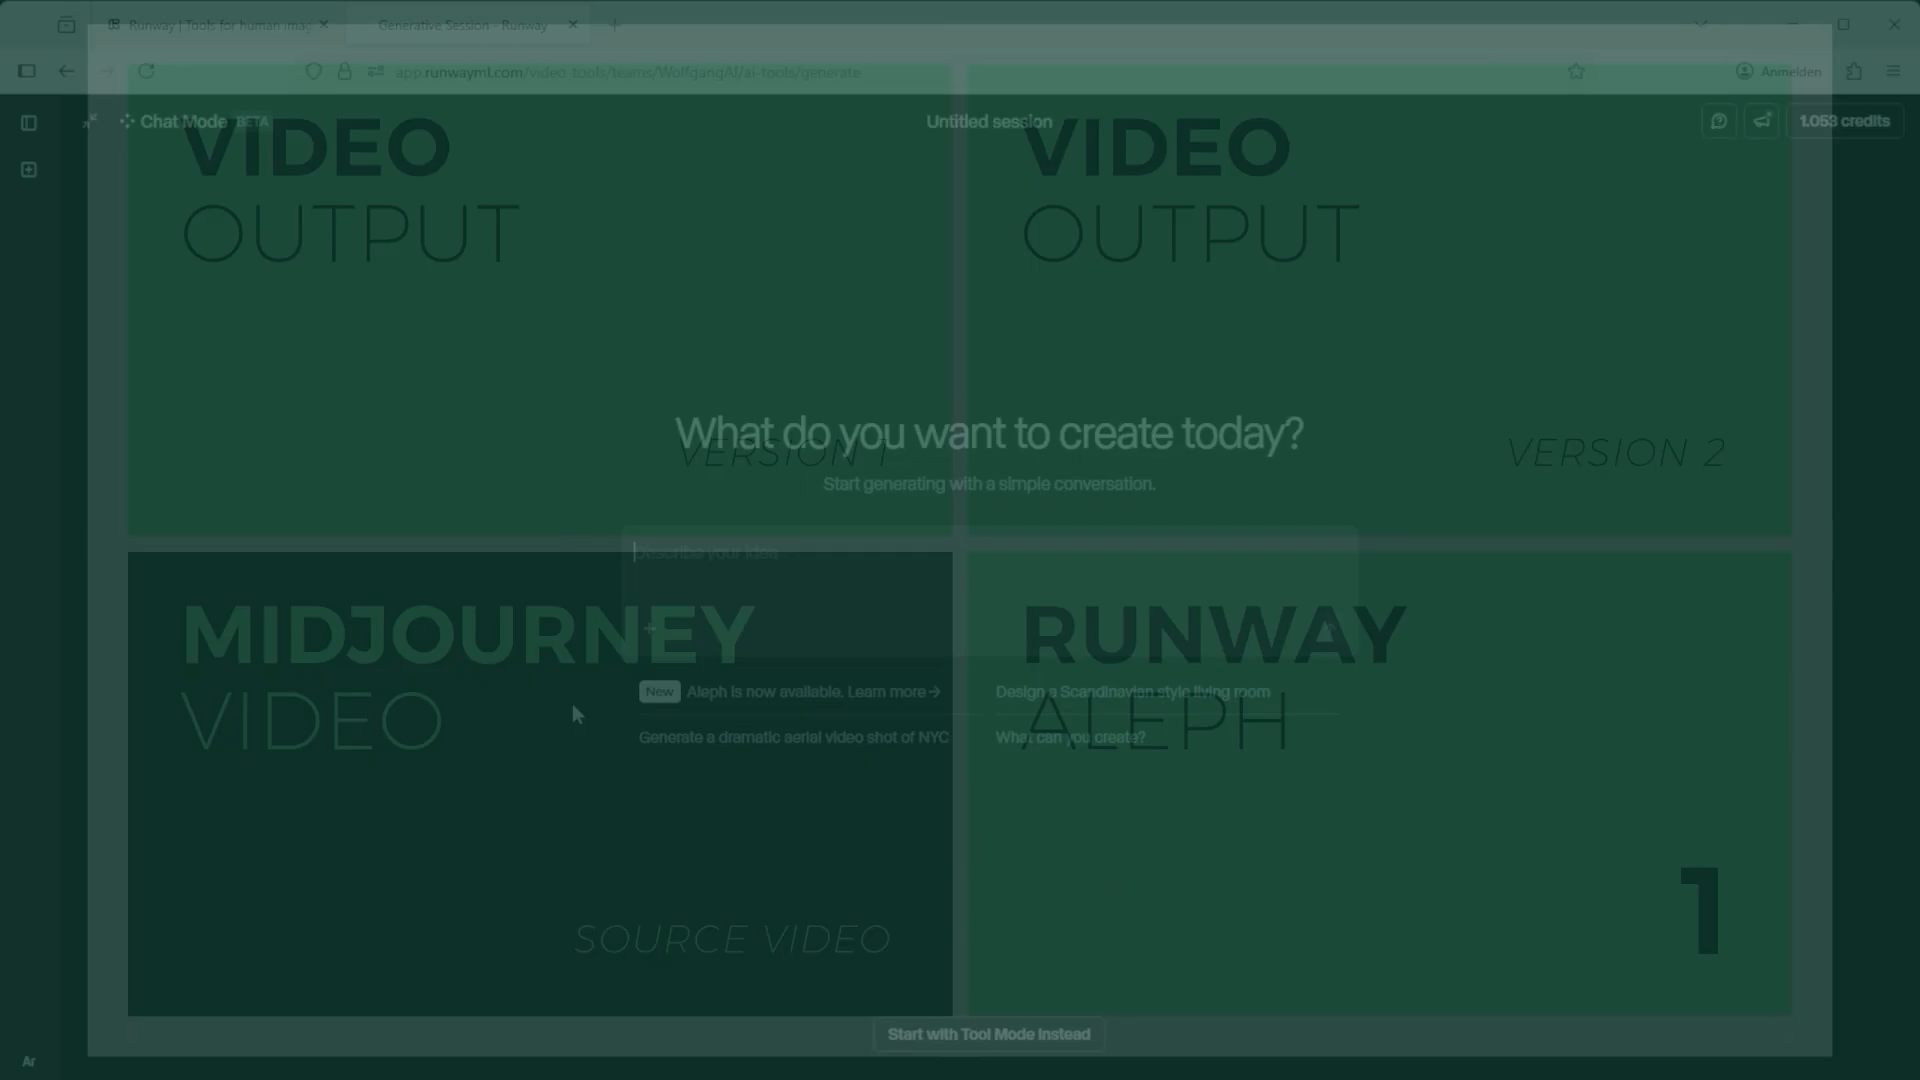 Runway | Tools for human imag
Generative Session - Runway
app.runwayml.com/video-tools/teams/WolfgangAI/ai-tools/generate
Anmelden
Chat Mode BETA
Untitled session
1.053 credits
VIDEO
OUTPUT
VERSION 1
VIDEO
OUTPUT
VERSION 2
What do you want to create today?
Start generating with a simple conversation.
Describe your idea
MIDJOURNEY
VIDEO
SOURCE VIDEO
RUNWAY
ALEPH
1
New Aleph is now available. Learn more →
Design a Scandinavian style living room
Generate a dramatic aerial video shot of NYC
What can you create?
Start with Tool Mode instead
Ar